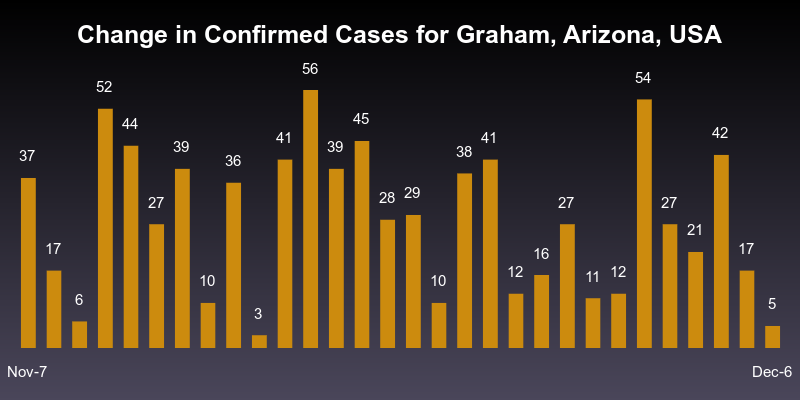 Change in Confirmed Cases for Graham, Arizona, USA
37 17 6 52 44 27 39 10 36 3 41 56 39 45 28 29 10 38 41 12 16 27 11 12 54 27 21 42 17 5
Nov-7 Dec-6